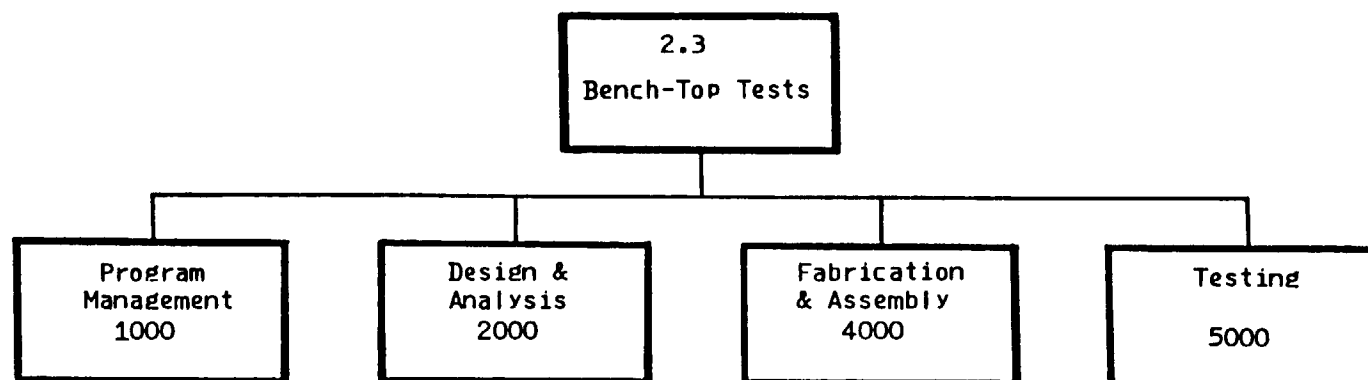 2.3
Bench-Top Tests
Program
Management
1000
Design &
Analysis
2000
Fabrication
& Assembly
4000
Testing
5000